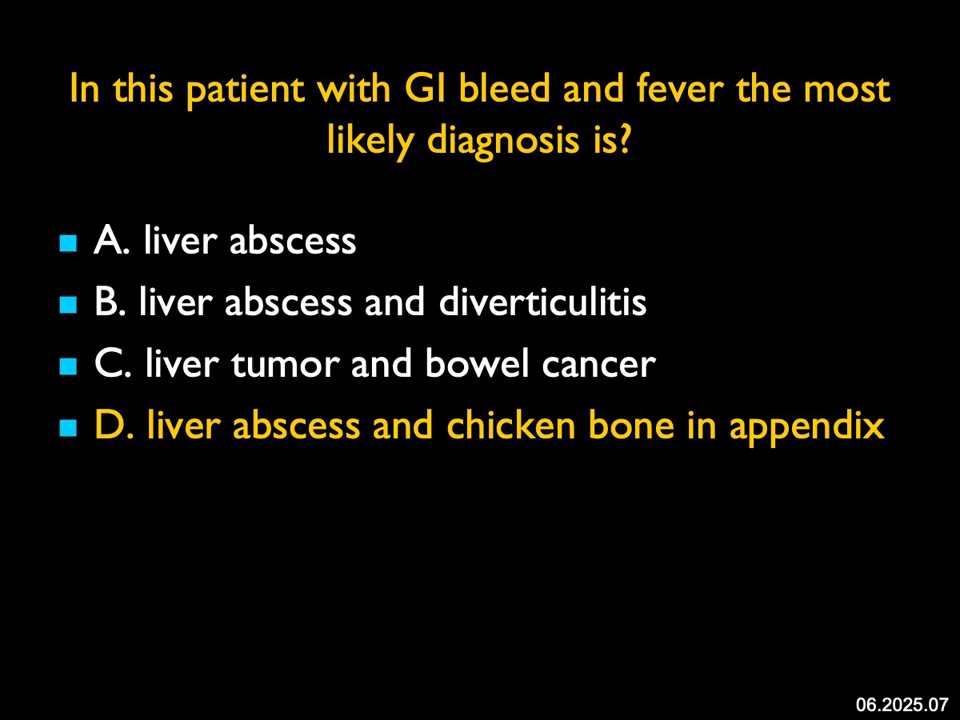 In this patient with GI bleed and fever the most
likely diagnosis is?
A. liver abscess
B. liver abscess and diverticulitis
C. liver tumor and bowel cancer
D. liver abscess and chicken bone in appendix
06.2025.07